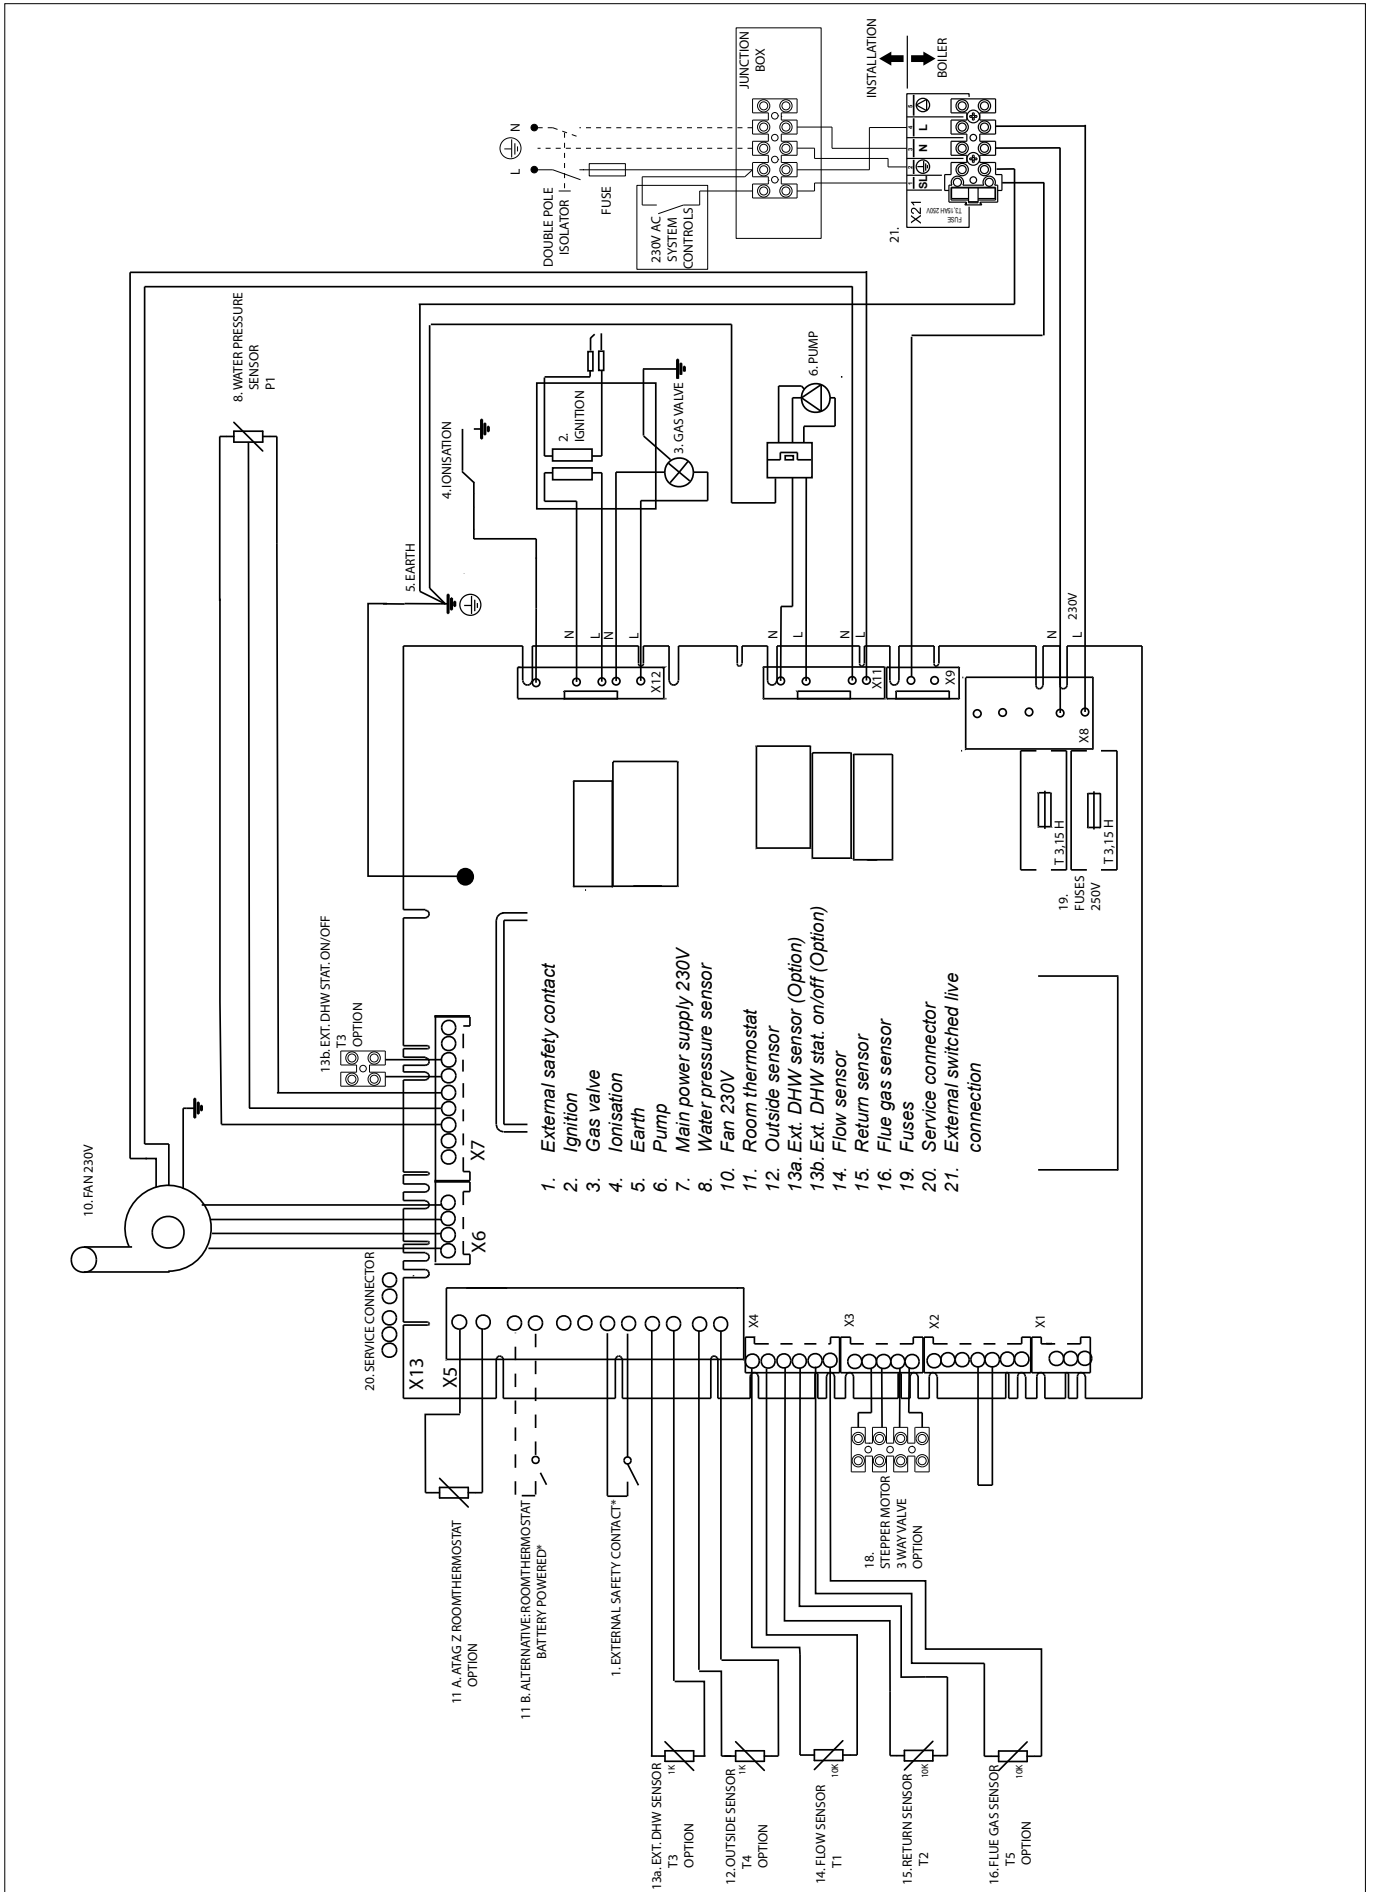 JUNCTION
BOX
INSTALLATION
BOILER
N
L
DOUBLE POLE
ISOLATOR
FUSE
230V AC
SYSTEM
CONTROLS
5
4
3
2
1
L
N
SL
X21
FUSE
T3,15AH 250V
21.
8. WATER PRESSURE
SENSOR
P1
4. IONISATION
2.
IGNITION
3. GAS VALVE
6. PUMP
5. EARTH
N
L
N
L
X12
N
L
N
L
X11
X9
230V
N
L
X8
T 3,15 H
T 3,15 H
19.
FUSES
250V
13b. EXT. DHW STAT. ON/OFF
T3
OPTION
10. FAN 230V
X7
X6
20. SERVICE CONNECTOR
X13
X5
X4
X3
X2
X1
1. External safety contact
2. Ignition
3. Gas valve
4. Ionisation
5. Earth
6. Pump
7. Main power supply 230V
8. Water pressure sensor
10. Fan 230V
11. Room thermostat
12. Outside sensor
13a. Ext. DHW sensor (Option)
13b. Ext. DHW stat. on/off (Option)
14. Flow sensor
15. Return sensor
16. Flue gas sensor
19. Fuses
20. Service connector
21. External switched live
connection
11 A. ATAG Z ROOMTHERMOSTAT
OPTION
11 B. ALTERNATIVE:ROOMTHERMOSTAT
BATTERY POWERED*
1. EXTERNAL SAFETY CONTACT*
18.
STEPPER MOTOR
3 WAY VALVE
OPTION
13a. EXT. DHW SENSOR
T3
OPTION
1K
12.OUTSIDE SENSOR
T4
OPTION
1K
14. FLOW SENSOR
T1
10K
15. RETURN SENSOR
T2
10K
16. FLUE GAS SENSOR
T5
OPTION
10K